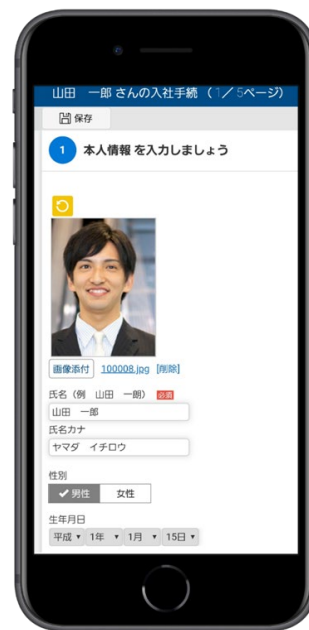 山田 一郎 さんの入社手続 （1／5ページ）
保存
1 本人情報 を入力しましょう
画像添付 100008.jpg [削除]
氏名（例 山田 一朗） 必須
山田 一郎
氏名カナ
ヤマダ イチロウ
性別
✔男性 女性
生年月日
平成 ▼ 1年 ▼ 1月 ▼ 15日 ▼